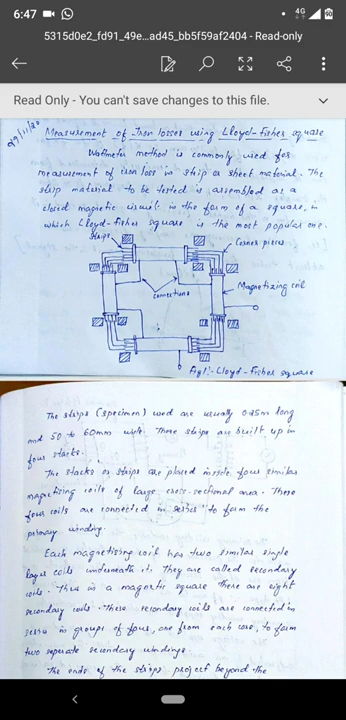 6:47
4G
5315d0e2_fd91_49e...ad45_bb5f59af2404 - Read-only
Read Only - You can't save changes to this file.
29/11/20
Measurement of Iron losses using Lloyd-fisher square
Wattmeter method is commonly used for
measurement of iron loss in strip or sheet material. The
strip material to be tested is assembled as a
closed magnetic circuit in the form of a square, in
which Lloyd-fisher square is the most popular one.
strips
Corner pieces
connections
Magnetizing coil
Fig1:- Lloyd-Fisher square
The strips (specimen) used are usually 0.25m long
and 50 to 60mm wide. These strips are built up in
four stacks.
The stacks or strips are placed inside four similar
magnetising coils of large cross-sectional area. These
four coils are connected in series to form the
primary winding.
Each magnetising coil has two similar single
layer coils underneath it. They are called secondary
coils. Thus in a magnetic square there are eight
secondary coils. These secondary coils are connected in
series in groups of four, one from each core, to form
two seperate secondary windings.
The ends of the strips project beyond the